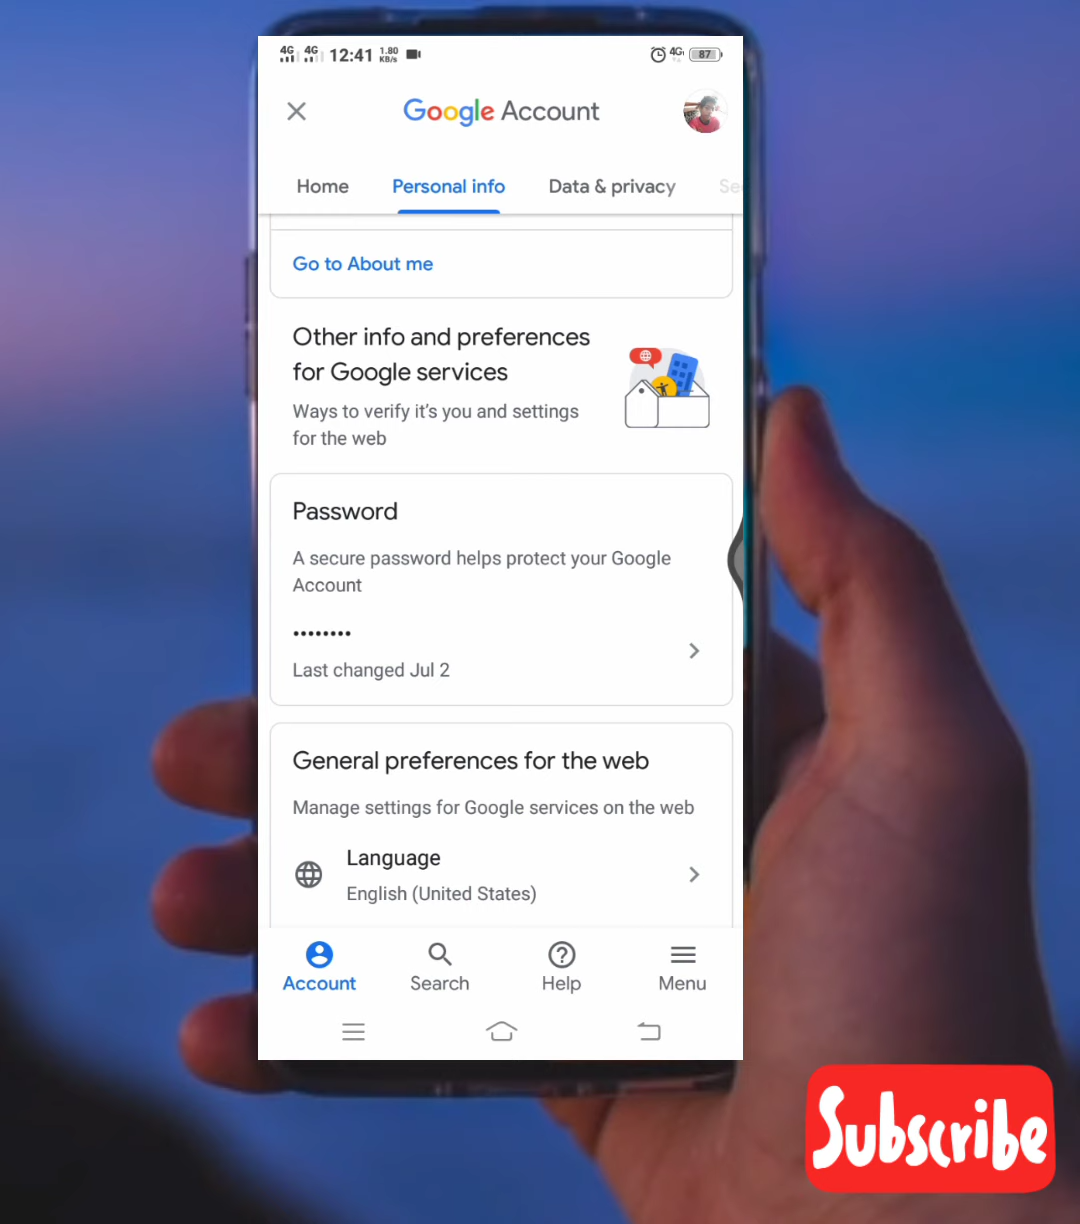 4G 4G 12:41 1.80 KB/s 4G 87
Google Account
Home Personal info Data & privacy Se
Go to About me
Other info and preferences
for Google services
Ways to verify it's you and settings
for the web
Password
A secure password helps protect your Google
Account
••••••••
Last changed Jul 2
General preferences for the web
Manage settings for Google services on the web
Language
English (United States)
Account Search Help Menu
Subscribe